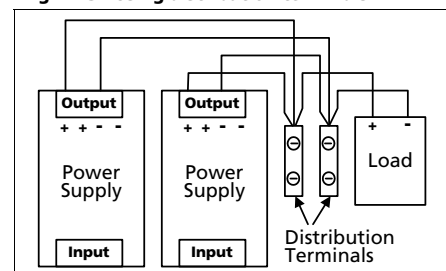 Output
+ + - -
Power
Supply
Input
Output
+ + - -
Power
Supply
Input
+ -
Load
Distribution
Terminals